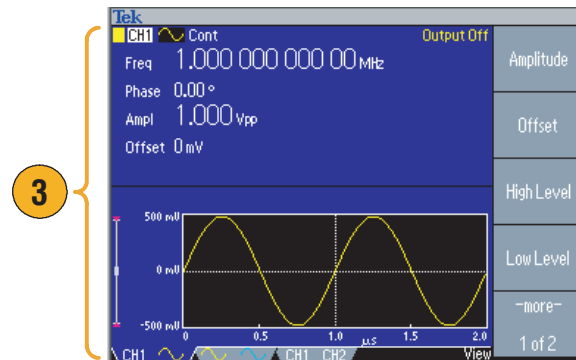 Tek
CH1 Cont Output Off
Freq 1.000 000 000 00 MHz
Phase 0.00 °
Ampl 1.000 Vpp
Offset 0 mV
Amplitude
Offset
High Level
Low Level
-more-
1 of 2
3
500 mV
0 mV
-500 mV
0 0.5 1.0 1.5 2.0
µs
CH1 CH1 CH2 View